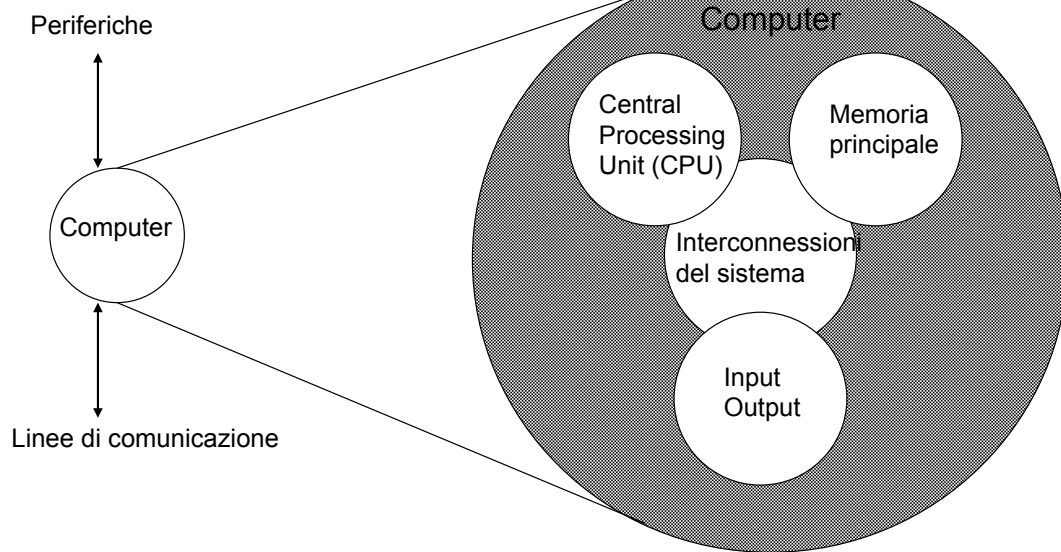 Periferiche
Computer
Linee di comunicazione
Computer
Central
Processing
Unit (CPU)
Memoria
principale
Interconnessioni
del sistema
Input
Output